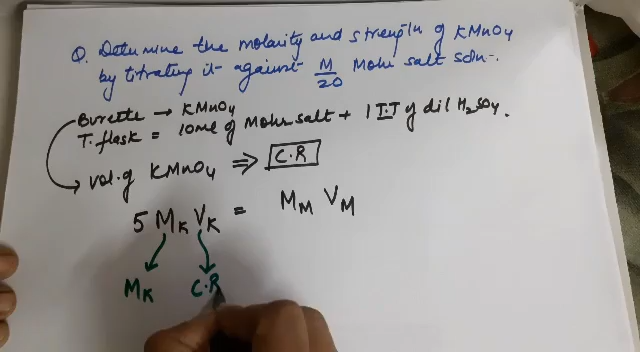 Q. Determine the molarity and strength of KMnO4
by titrating it against M/20 Mohr salt soln.
Burette → KMnO4
T. flask = 10ml of Mohr salt + 1 T.T of dil H2SO4.
Vol. of KMnO4 ⇒ C.R
5 MK VK = MM VM
MK C.R